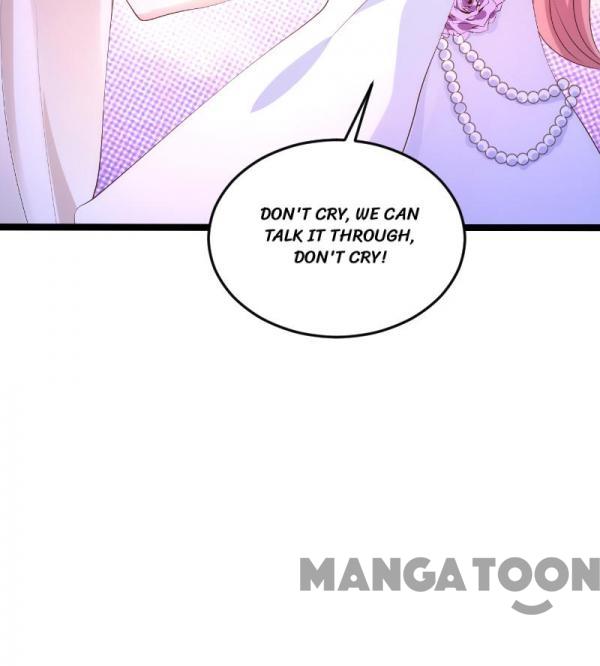 DON'T CRY, WE CAN
TALK IT THROUGH,
DON'T CRY!
MANGATOON